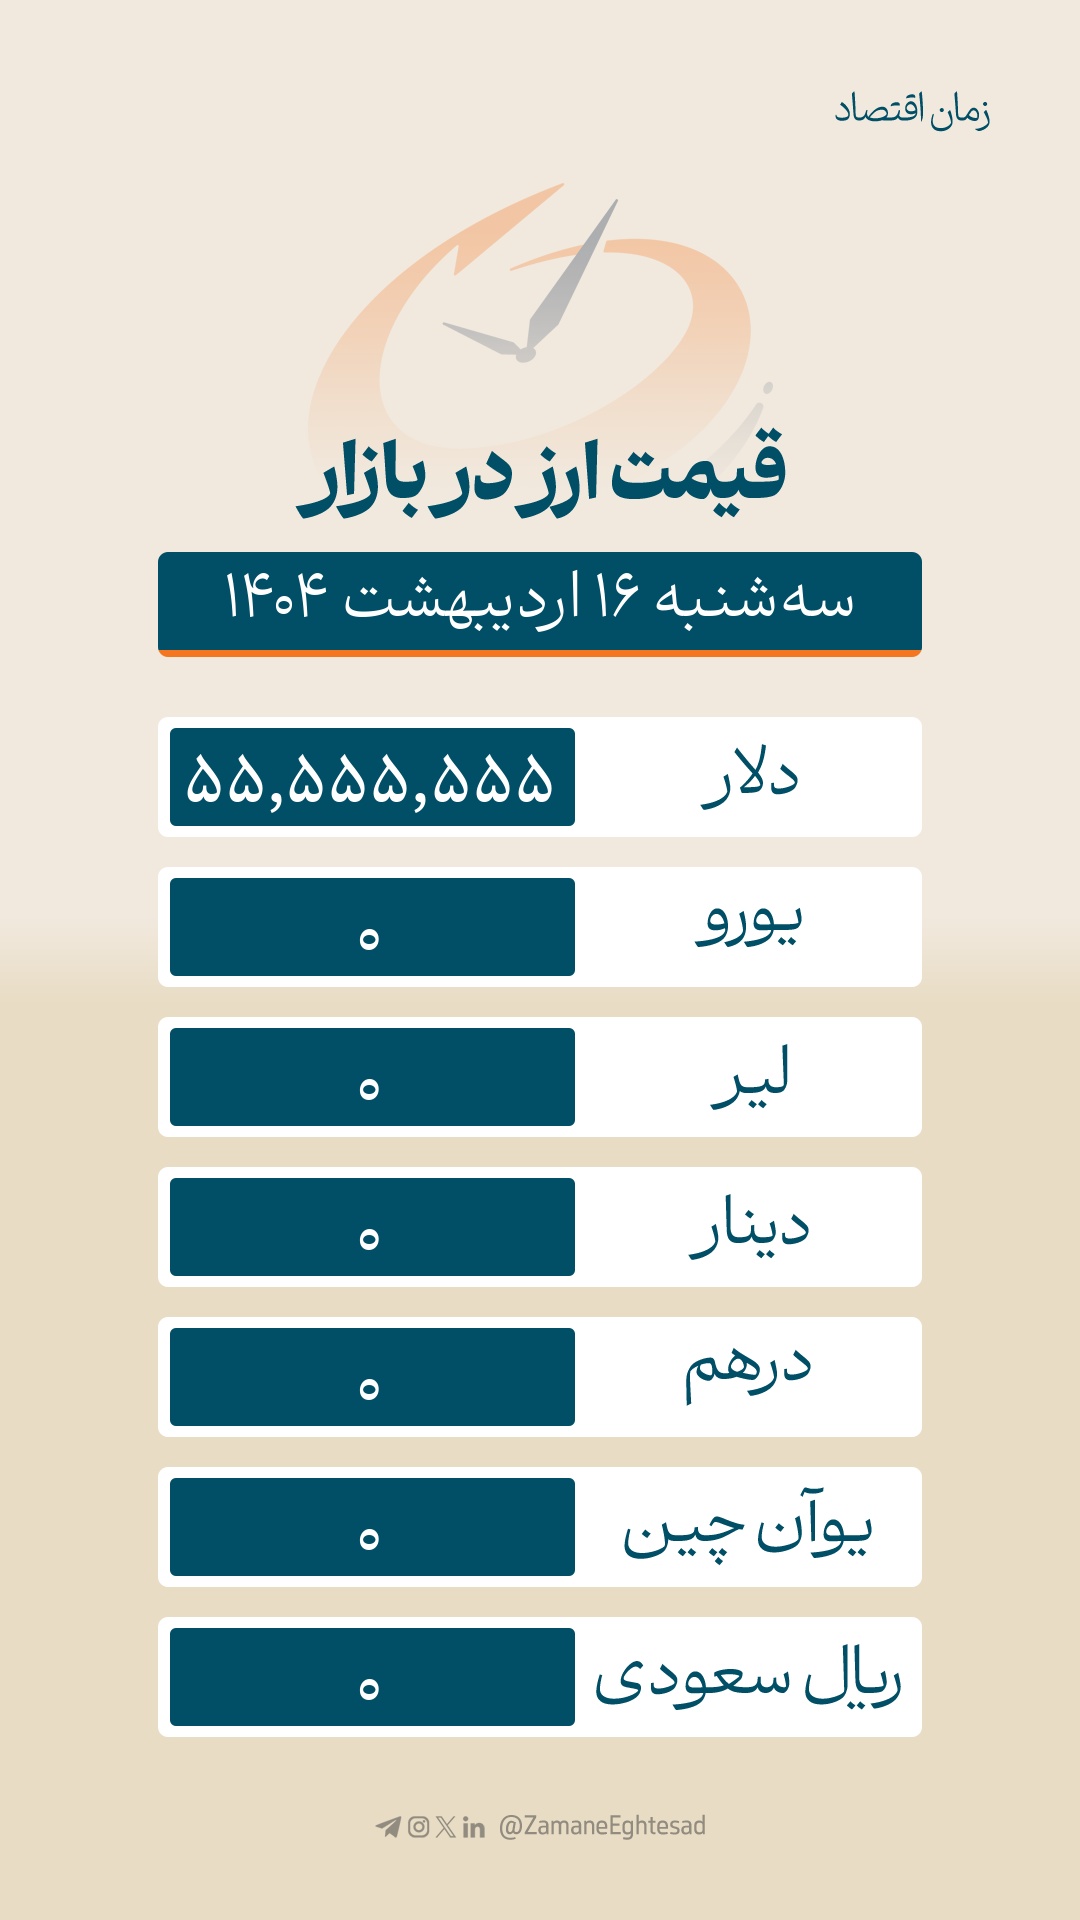 زمان اقتصاد
قیمت ارز در بازار
سه‌شنبه ۱۶ اردیبهشت ۱۴۰۴
دلار ۵۵,۵۵۵,۵۵۵
یورو ۰
لیر ۰
دینار ۰
درهم ۰
یوآن چین ۰
ریال سعودی ۰
@ZamaneEghtesad